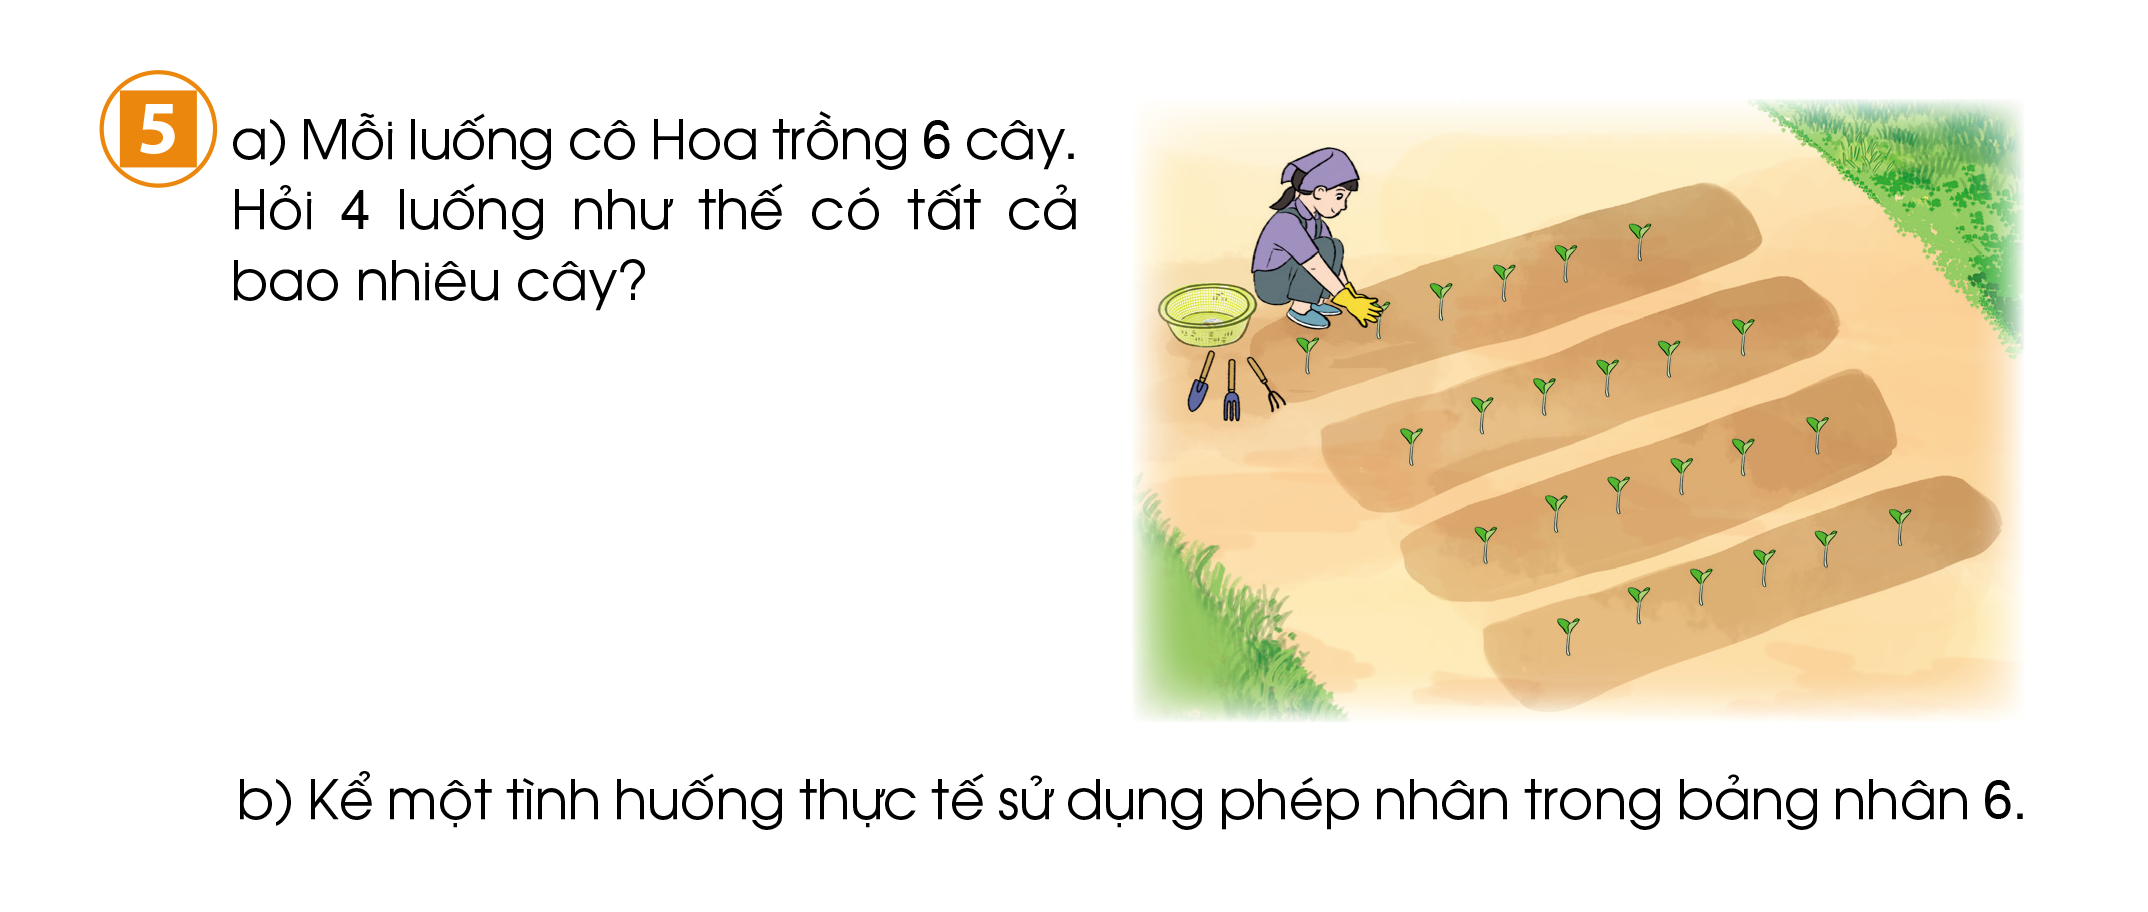 5 a) Mỗi luống cô Hoa trồng 6 cây.
Hỏi 4 luống như thế có tất cả
bao nhiêu cây?
b) Kể một tình huống thực tế sử dụng phép nhân trong bảng nhân 6.